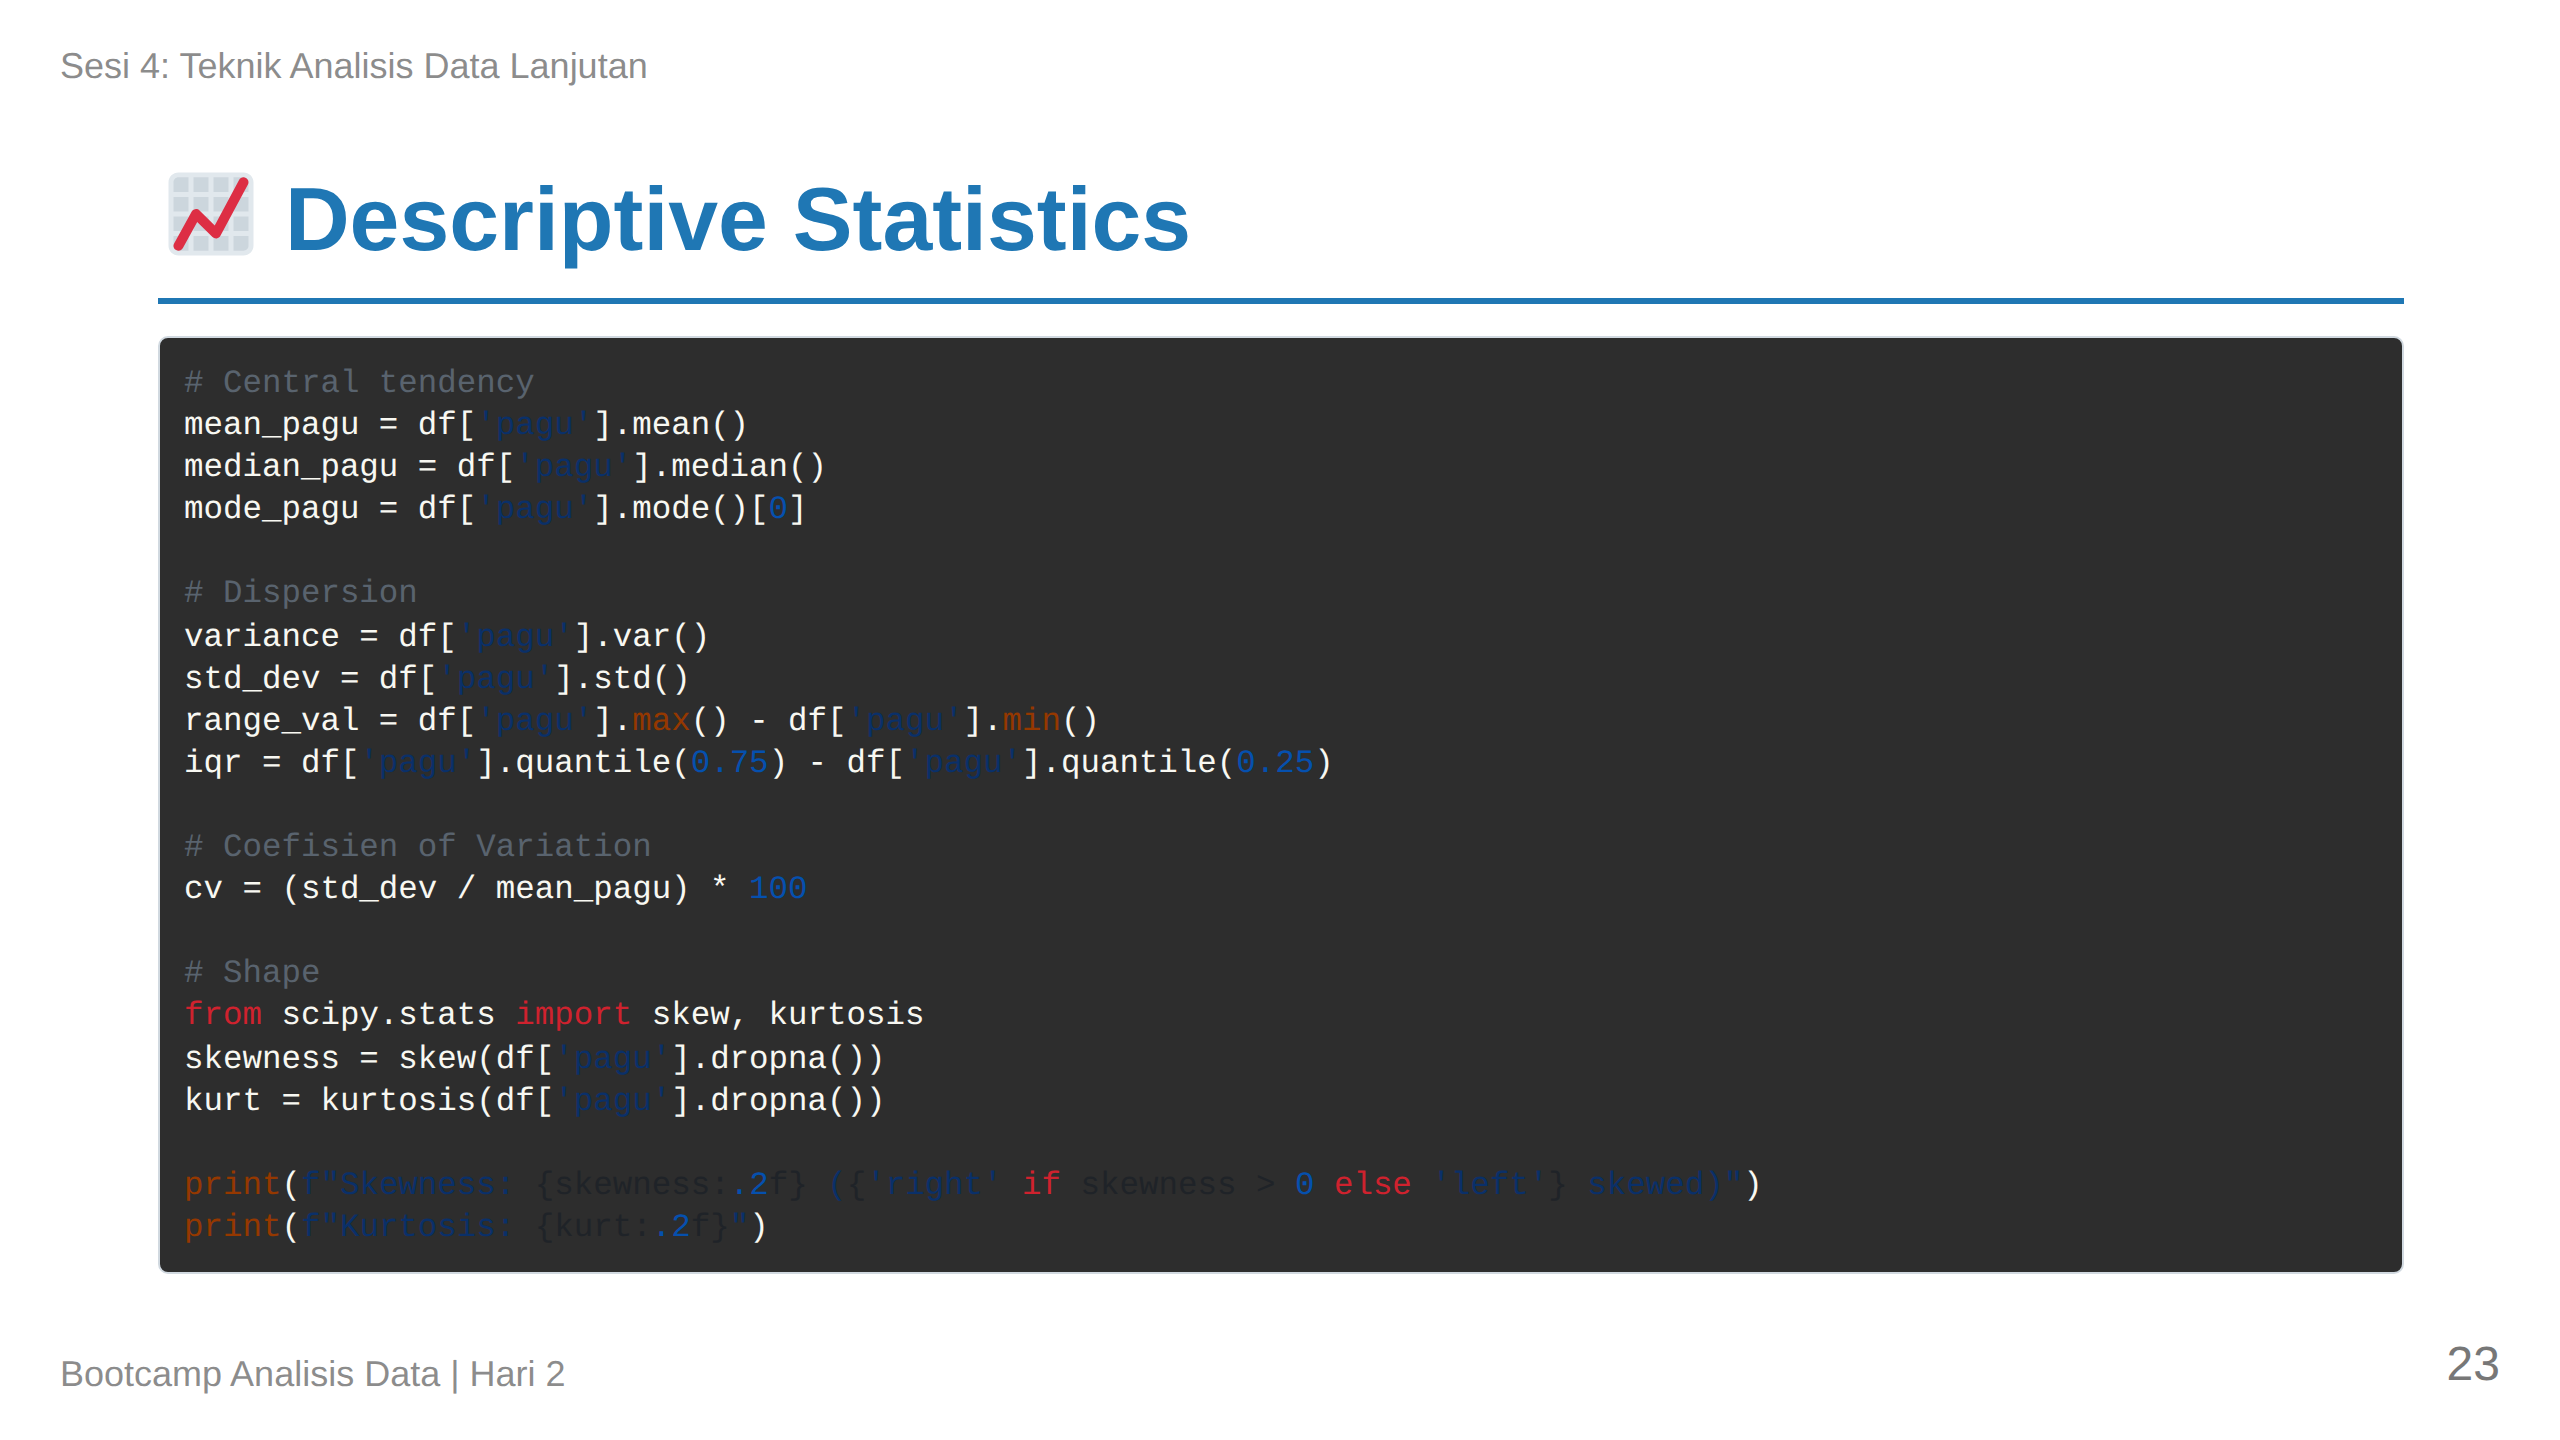 Sesi 4: Teknik Analisis Data Lanjutan
Descriptive Statistics
# Central tendency
mean_pagu = df['pagu'].mean()
median_pagu = df['pagu'].median()
mode_pagu = df['pagu'].mode()[0]
# Dispersion
variance = df['pagu'].var()
std_dev = df['pagu'].std()
range_val = df['pagu'].max() - df['pagu'].min()
iqr = df['pagu'].quantile(0.75) - df['pagu'].quantile(0.25)
# Coefisien of Variation
cv = (std_dev / mean_pagu) * 100
# Shape
from scipy.stats import skew, kurtosis
skewness = skew(df['pagu'].dropna())
kurt = kurtosis(df['pagu'].dropna())
print(f"Skewness: {skewness:.2f} ({'right' if skewness > 0 else 'left'} skewed)")
print(f"Kurtosis: {kurt:.2f}")
Bootcamp Analisis Data | Hari 2
23